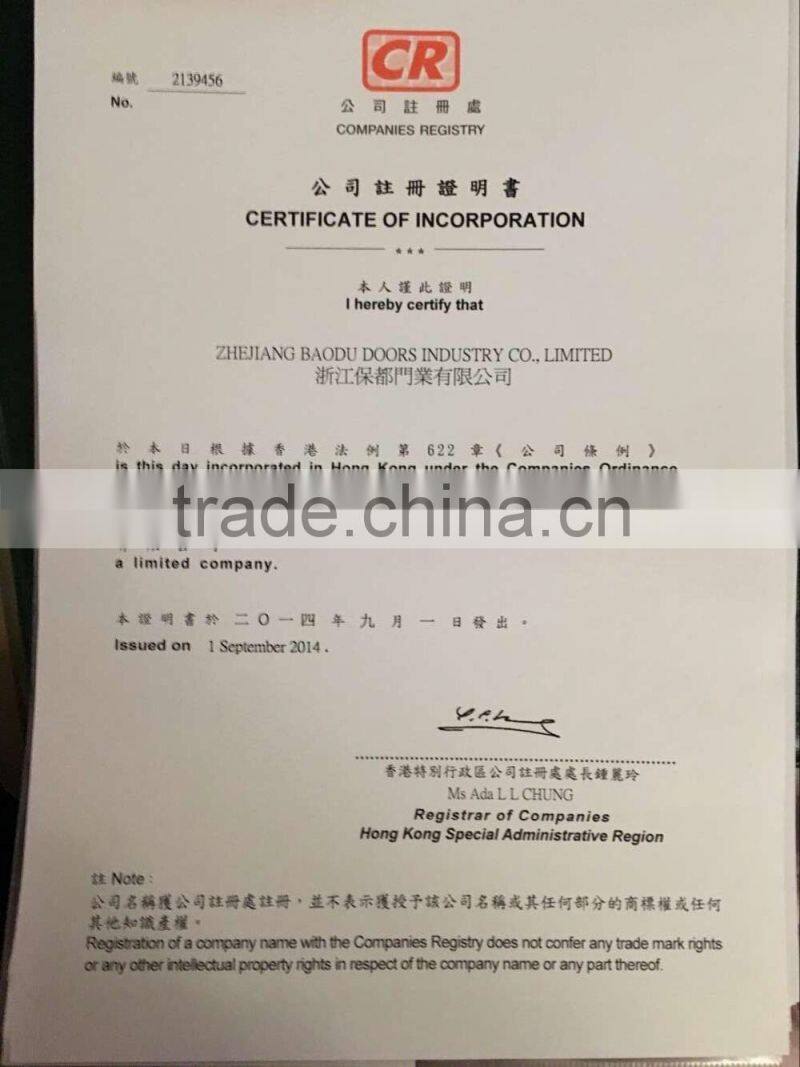 CR
編號 2139456
No.
公司註冊處
COMPANIES REGISTRY
公司註冊證明書
CERTIFICATE OF INCORPORATION
***
本人謹此證明
I hereby certify that
ZHEJIANG BAODU DOORS INDUSTRY CO., LIMITED
浙江保都門業有限公司
於本日根據香港法例第622章《公司條例》
is this day incorporated in Hong Kong under the Companies Ordinance
trade.china.cn
a limited company.
本證明書於二〇一四年九月一日發出。
Issued on 1 September 2014.
香港特別行政區公司註冊處處長鍾麗玲
Ms Ada L L CHUNG
Registrar of Companies
Hong Kong Special Administrative Region
註 Note:
公司名稱獲公司註冊處註冊,並不表示獲授予該公司名稱或其任何部分的商標權或任何
其他知識產權。
Registration of a company name with the Companies Registry does not confer any trade mark rights
or any other intellectual property rights in respect of the company name or any part thereof.